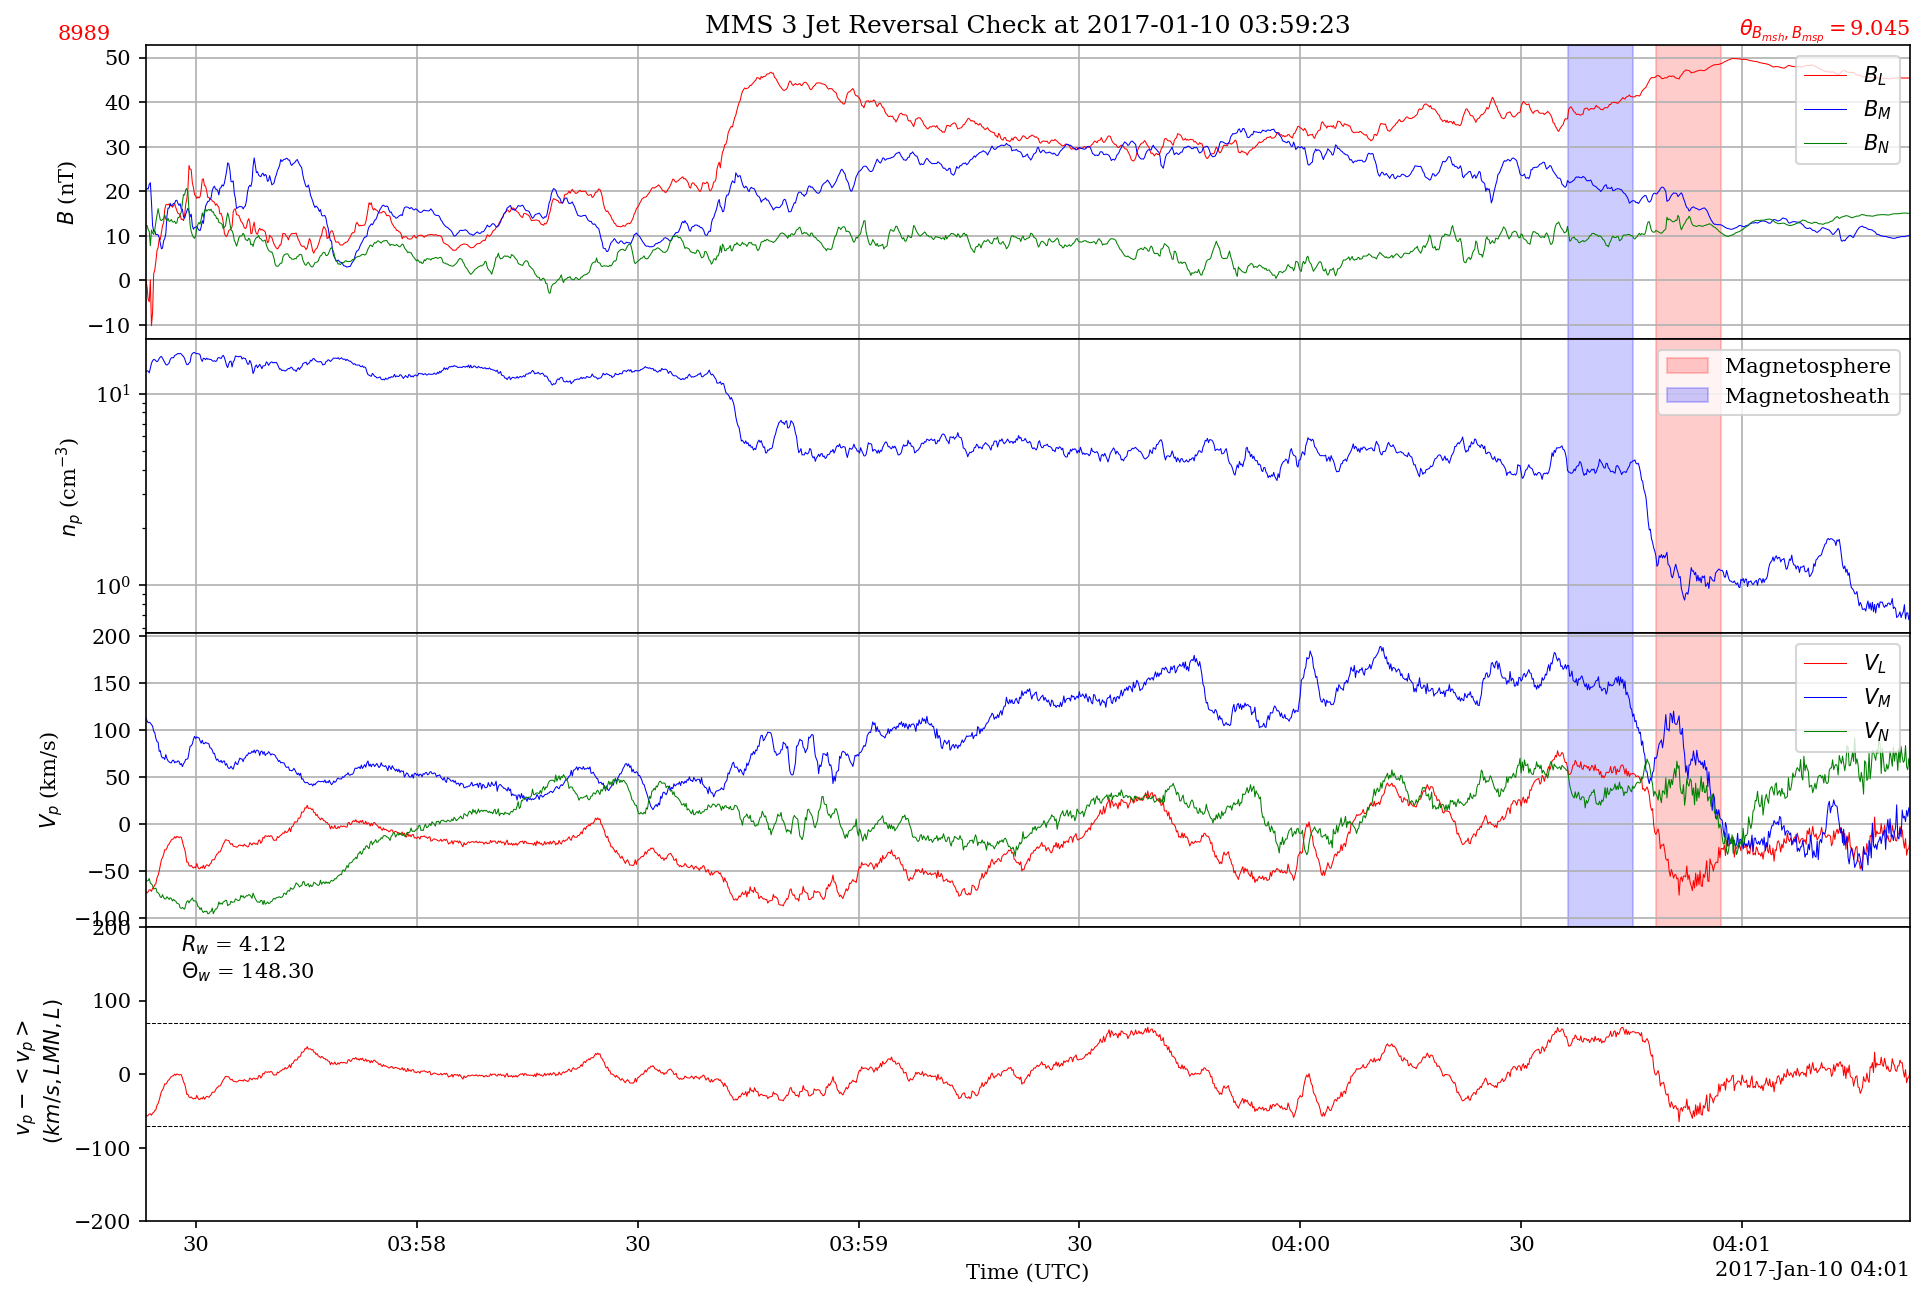 MMS 3 Jet Reversal Check at 2017-01-10 03:59:23
8989
θ_{B_{msh}, B_{msp}} = 9.045
50
40
30
20
10
0
−10
B (nT)
B_L
B_M
B_N
10^1
10^0
n_p (cm^{−3})
Magnetosphere
Magnetosheath
200
150
100
50
0
−50
−100
V_p (km/s)
V_L
V_M
V_N
200
100
0
−100
−200
v_p − <v_p>
(km/s, LMN, L)
R_w = 4.12
Θ_w = 148.30
30
03:58
30
03:59
30
04:00
30
04:01
Time (UTC)
2017-Jan-10 04:01